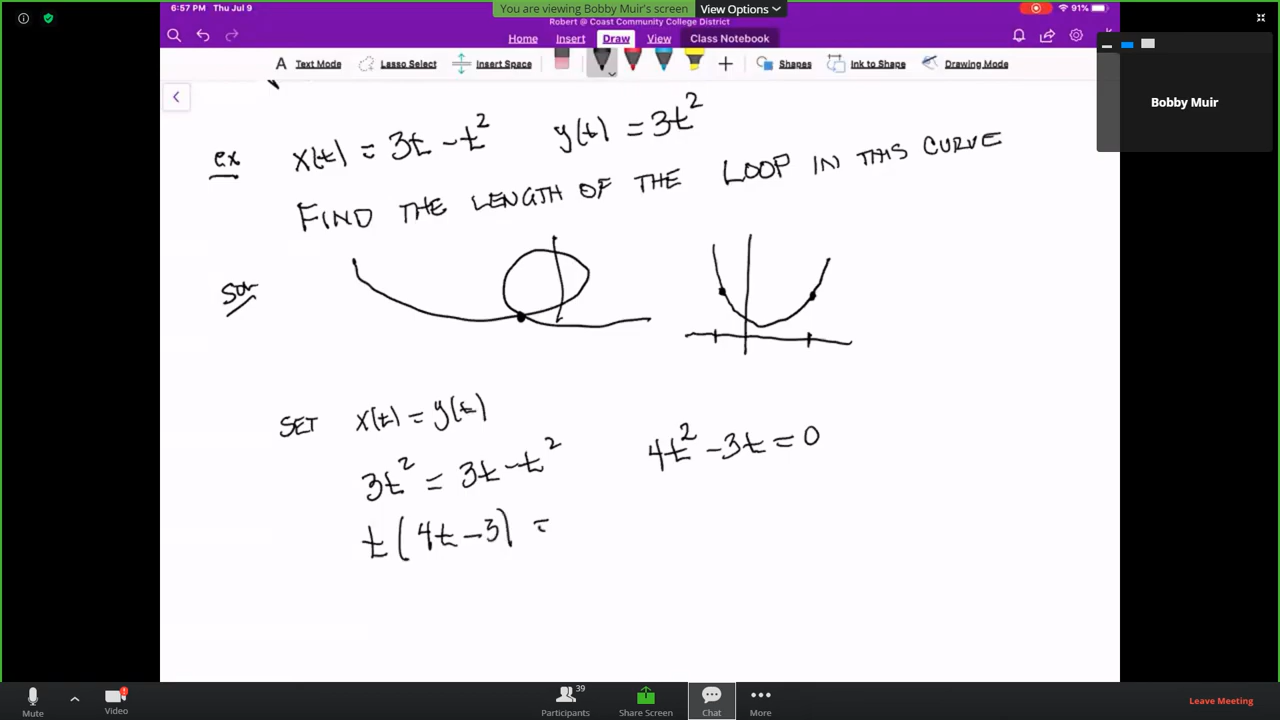 You are viewing Bobby Muir's screen View Options
6:57 PM Thu Jul 9
91%
Robert @ Coast Community College District
Home Insert Draw View Class Notebook
Text Mode Lasso Select Insert Space Shapes Ink to Shape Drawing Mode
Bobby Muir
ex x(t) = 3t - t² y(t) = 3t²
FIND THE LENGTH OF THE LOOP IN THIS CURVE
Soln
SET x(t) = y(t)
3t² = 3t - t² 4t² - 3t = 0
t(4t - 3) =
Mute Video Participants 39 Share Screen Chat More Leave Meeting